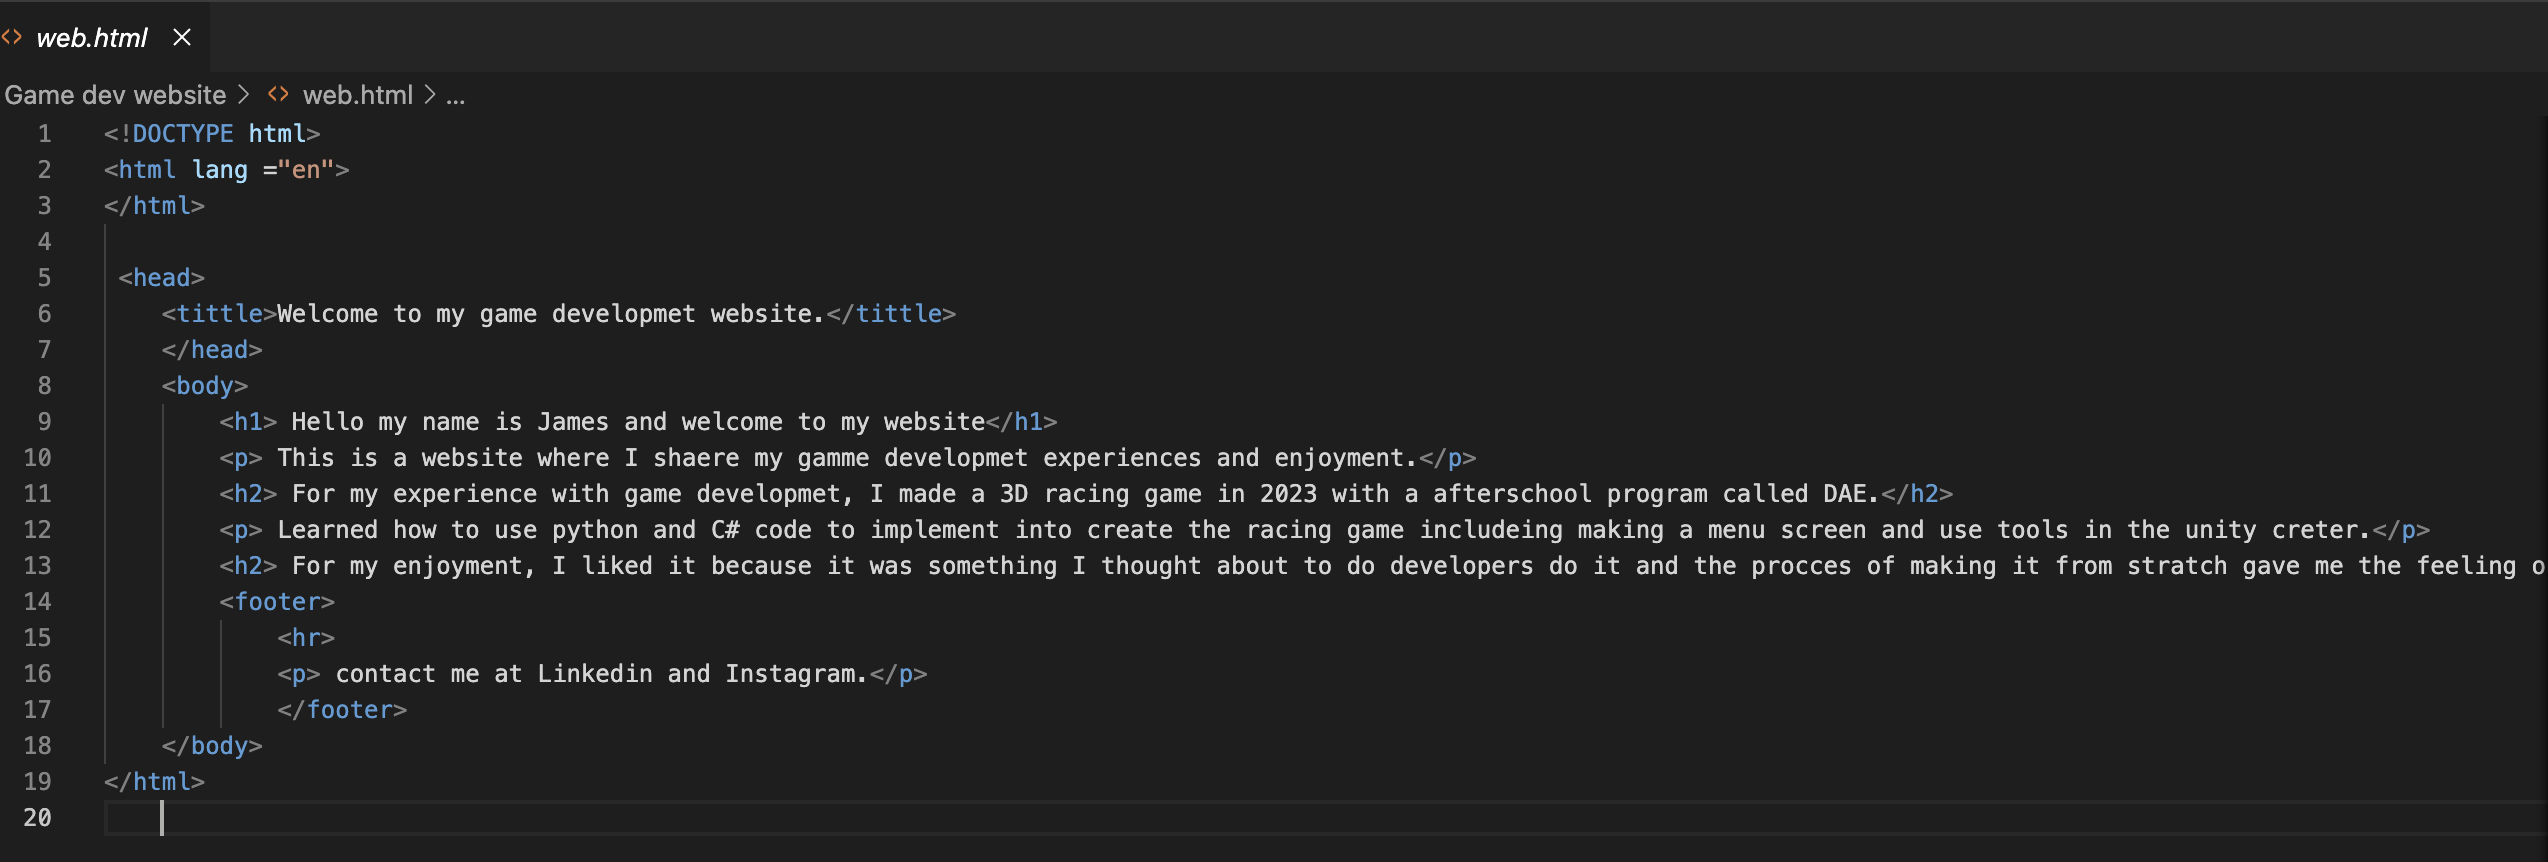 web.html
Game dev website > web.html > ...
1 <!DOCTYPE html>
2 <html lang ="en">
3 </html>
4
5 <head>
6 <tittle>Welcome to my game developmet website.</tittle>
7 </head>
8 <body>
9 <h1> Hello my name is James and welcome to my website</h1>
10 <p> This is a website where I shaere my gamme developmet experiences and enjoyment.</p>
11 <h2> For my experience with game developmet, I made a 3D racing game in 2023 with a afterschool program called DAE.</h2>
12 <p> Learned how to use python and C# code to implement into create the racing game includeing making a menu screen and use tools in the unity creter.</p>
13 <h2> For my enjoyment, I liked it because it was something I thought about to do developers do it and the procces of making it from stratch gave me the feeling
14 <footer>
15 <hr>
16 <p> contact me at Linkedin and Instagram.</p>
17 </footer>
18 </body>
19 </html>
20